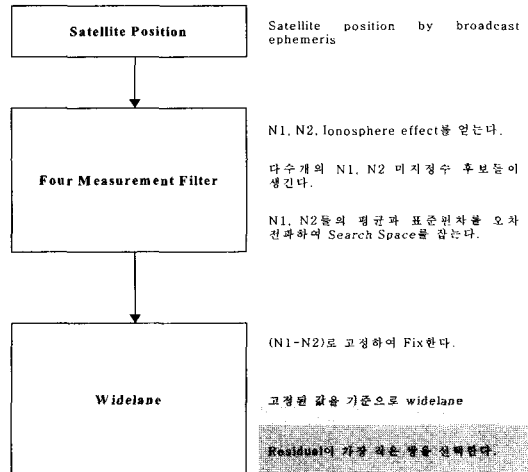 Satellite Position
Satellite position by broadcast
ephemeris
Four Measurement Filter
N1, N2, Ionosphere effect를 얻는다.
다수개의 N1, N2 미지정수 후보들이
생긴다.
N1, N2들의 평균과 표준편차를 오차
전파하여 Search Space를 잡는다.
Widelane
(N1-N2)로 고정하여 Fix한다.
고정된 값을 기준으로 widelane
Residual이 가장 작은 쌍을 선택한다.